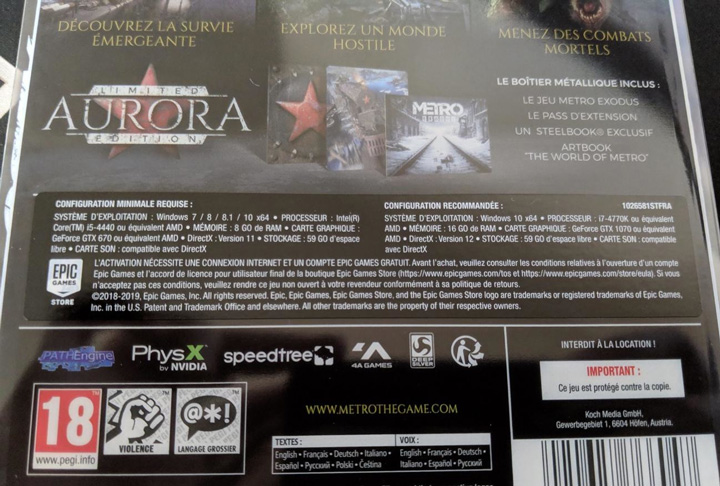 DÉCOUVREZ LA SURVIE
ÉMERGEANTE
EXPLOREZ UN MONDE
HOSTILE
MENEZ DES COMBATS
MORTELS
LIMITED
AURORA
EDITION
METRO
EXODUS
LE BOÎTIER MÉTALLIQUE INCLUS :
LE JEU METRO EXODUS
LE PASS D'EXTENSION
UN STEELBOOK® EXCLUSIF
ARTBOOK
"THE WORLD OF METRO"
CONFIGURATION MINIMALE REQUISE :
SYSTÈME D'EXPLOITATION : Windows 7 / 8 / 8.1 / 10 x64 • PROCESSEUR : Intel(R)
Core(TM) i5-4440 ou équivalent AMD • MÉMOIRE : 8 GO de RAM • CARTE GRAPHIQUE :
GeForce GTX 670 ou équivalent AMD • DirectX : Version 11 • STOCKAGE : 59 GO d'espace
libre • CARTE SON : compatible avec DirectX
CONFIGURATION RECOMMANDÉE :
1026581STFRA
SYSTÈME D'EXPLOITATION : Windows 10 x64 • PROCESSEUR : i7-4770K ou équivalent
AMD • MÉMOIRE : 16 GO de RAM • CARTE GRAPHIQUE : GeForce GTX 1070 ou équivalent
AMD • DirectX : Version 12 • STOCKAGE : 59 GO d'espace libre • CARTE SON : compatible
avec DirectX
EPIC
GAMES
STORE
L'ACTIVATION NÉCESSITE UNE CONNEXION INTERNET ET UN COMPTE EPIC GAMES GRATUIT. Avant l'achat, veuillez consulter les conditions relatives à l'ouverture d'un compte
Epic Games et l'accord de licence pour utilisateur final de la boutique Epic Games Store (https://www.epicgames.com/tos et https://www.epicgames.com/store/eula). Si vous
n'acceptez pas ces conditions, veuillez rendre ce jeu non ouvert à votre revendeur conformément à sa politique de retours.
©2018-2019, Epic Games, Inc. All rights reserved. Epic, Epic Games, Epic Games Store, and the Epic Games Store logo are trademarks or registered trademarks of Epic Games,
Inc. in the U.S. Patent and Trademark Office and elsewhere. All other trademarks are the property of their respective owners.
PATHEngine
PhysX
by NVIDIA
speedtree
4A GAMES
DEEP
SILVER
INTERDIT À LA LOCATION !
IMPORTANT :
Ce jeu est protégé contre la copie.
Koch Media GmbH,
Gewerbegebiet 1, 6604 Höfen, Austria.
18
www.pegi.info
VIOLENCE
@*!
LANGAGE GROSSIER
WWW.METROTHEGAME.COM
TEXTES :
English • Français • Deutsch • Italiano •
Español • Русский • Polski • Čeština
VOIX :
English • Français • Deutsch •
Italiano • Español • Русский